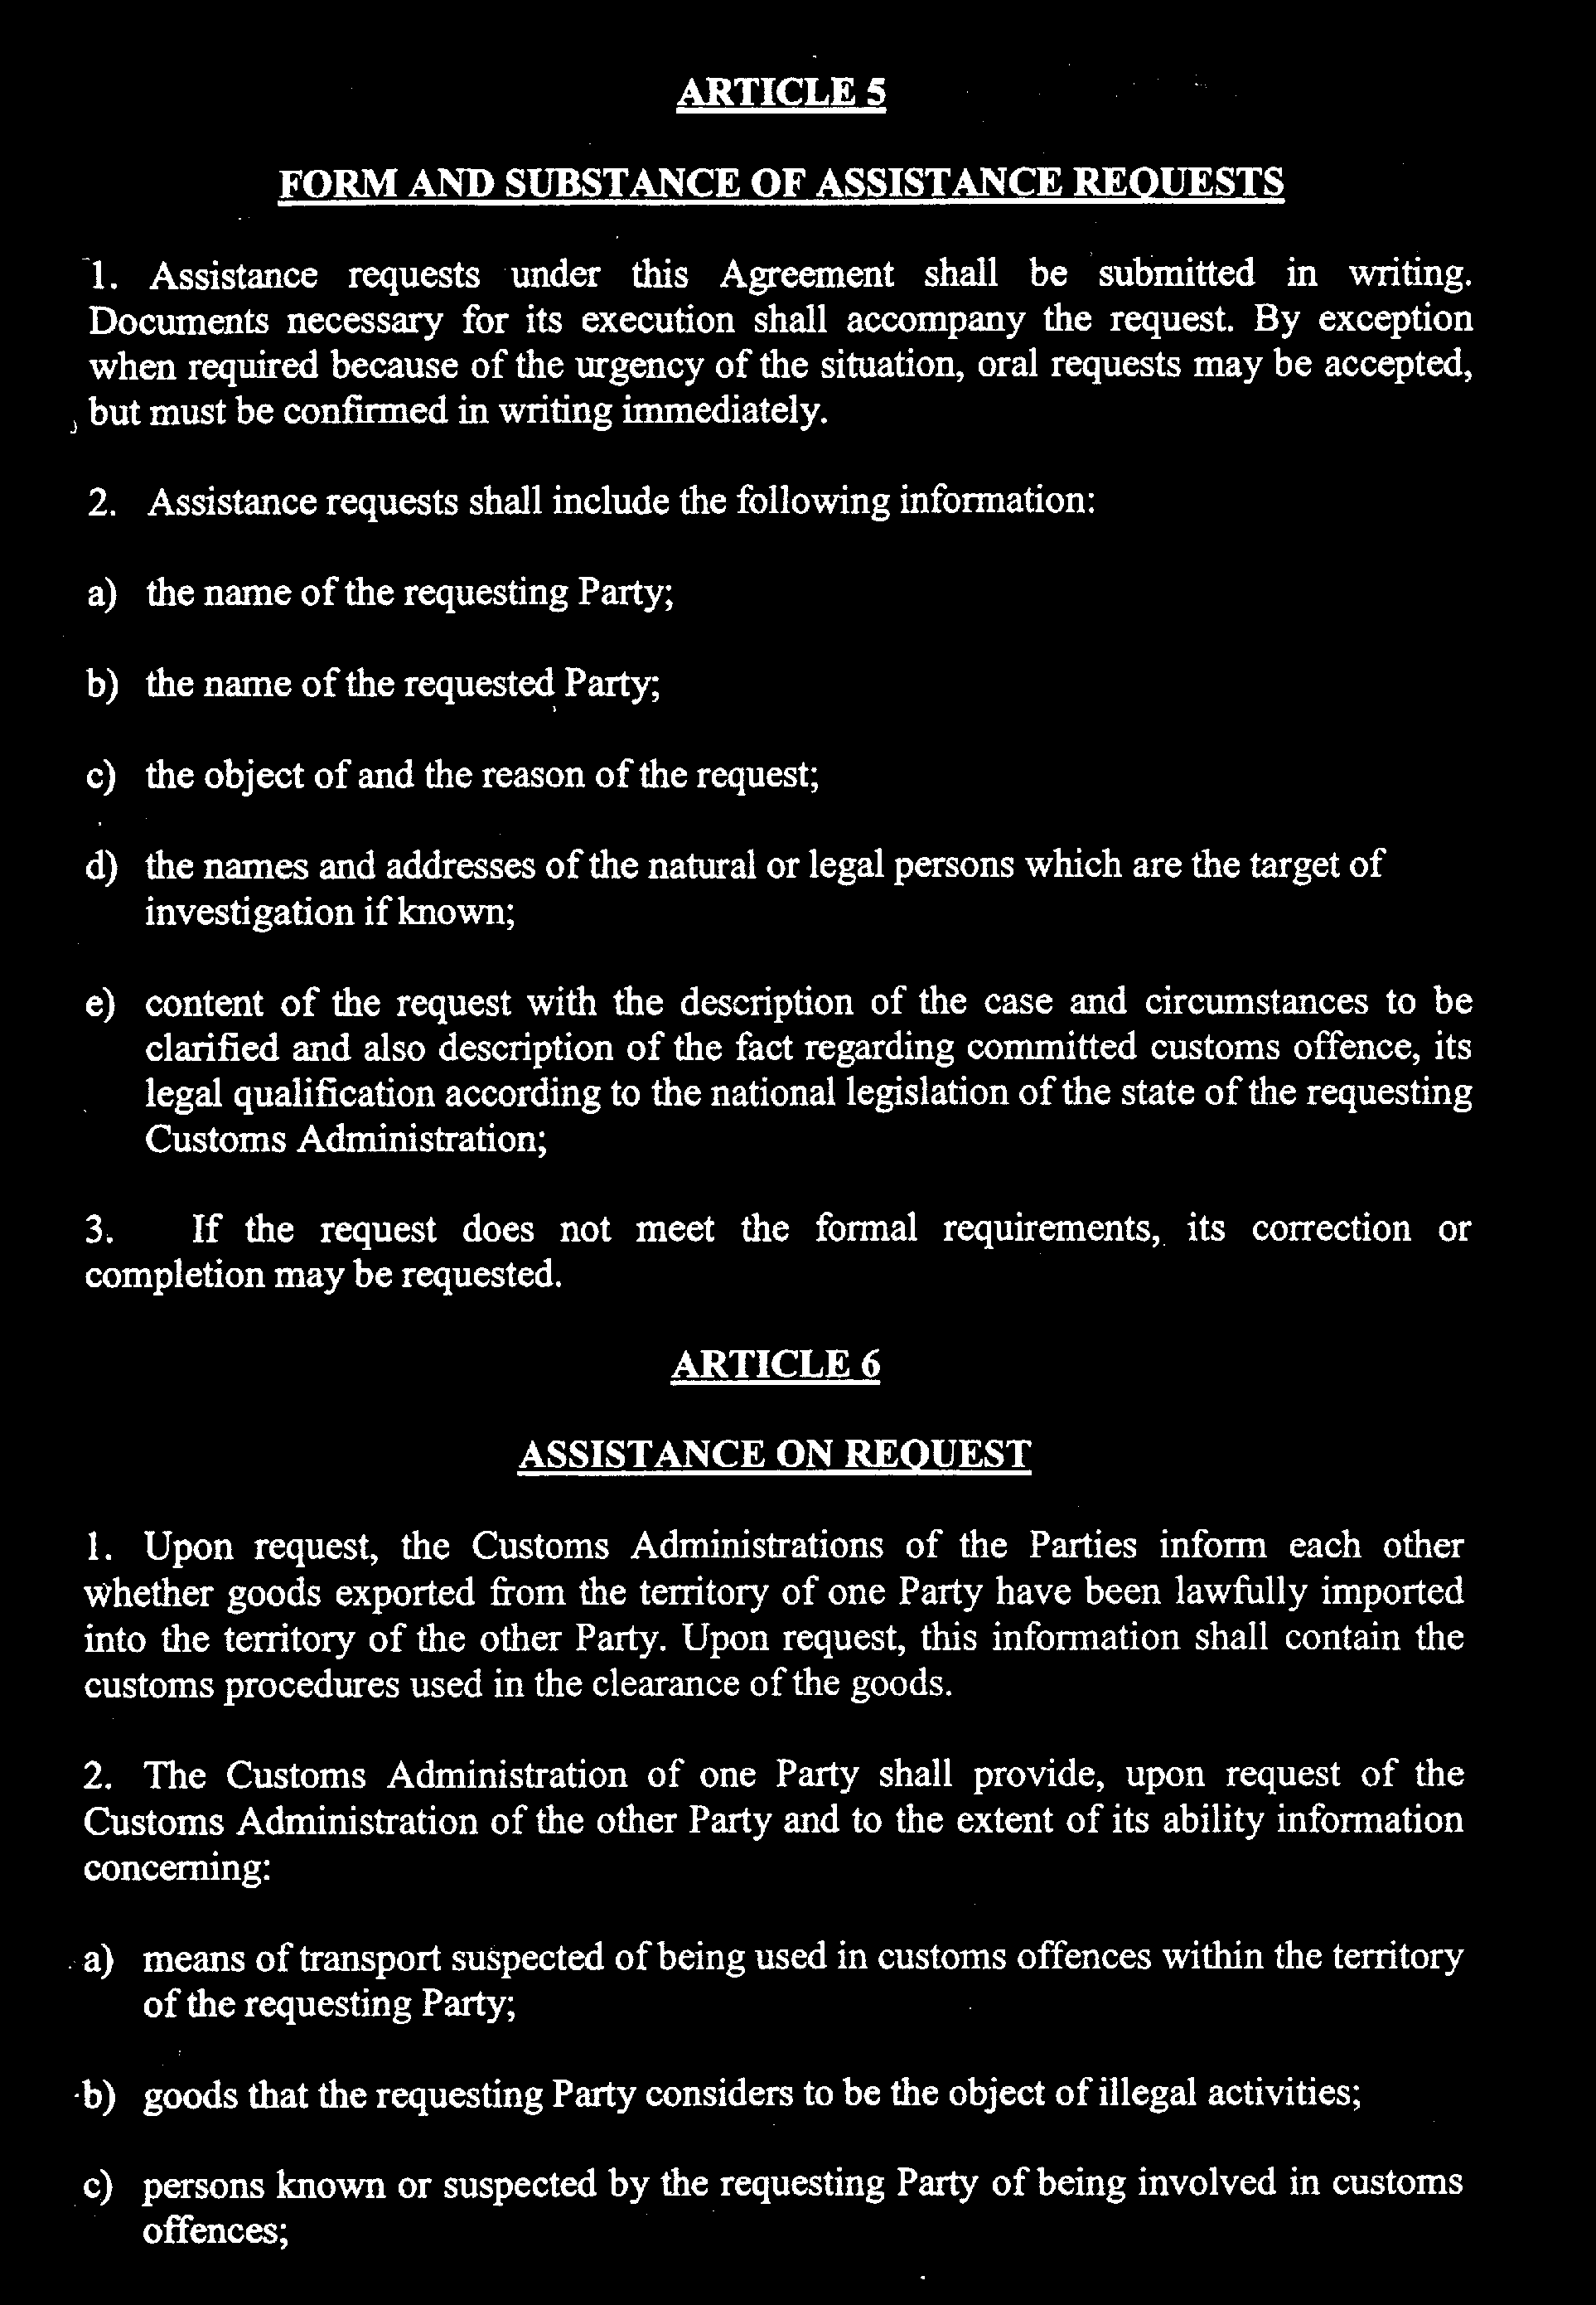 ARTICLE 5
FORM AND SUBSTANCE OF ASSISTANCE REQUESTS
1. Assistance requests under this Agreement shall be submitted in writing.
Documents necessary for its execution shall accompany the request. By exception
when required because of the urgency of the situation, oral requests may be accepted,
but must be confirmed in writing immediately.
2. Assistance requests shall include the following information:
a) the name of the requesting Party;
b) the name of the requested Party;
c) the object of and the reason of the request;
d) the names and addresses of the natural or legal persons which are the target of
investigation if known;
e) content of the request with the description of the case and circumstances to be
clarified and also description of the fact regarding committed customs offence, its
legal qualification according to the national legislation of the state of the requesting
Customs Administration;
3. If the request does not meet the formal requirements, its correction or
completion may be requested.
ARTICLE 6
ASSISTANCE ON REQUEST
1. Upon request, the Customs Administrations of the Parties inform each other
whether goods exported from the territory of one Party have been lawfully imported
into the territory of the other Party. Upon request, this information shall contain the
customs procedures used in the clearance of the goods.
2. The Customs Administration of one Party shall provide, upon request of the
Customs Administration of the other Party and to the extent of its ability information
concerning:
a) means of transport suspected of being used in customs offences within the territory
of the requesting Party;
b) goods that the requesting Party considers to be the object of illegal activities;
c) persons known or suspected by the requesting Party of being involved in customs
offences;